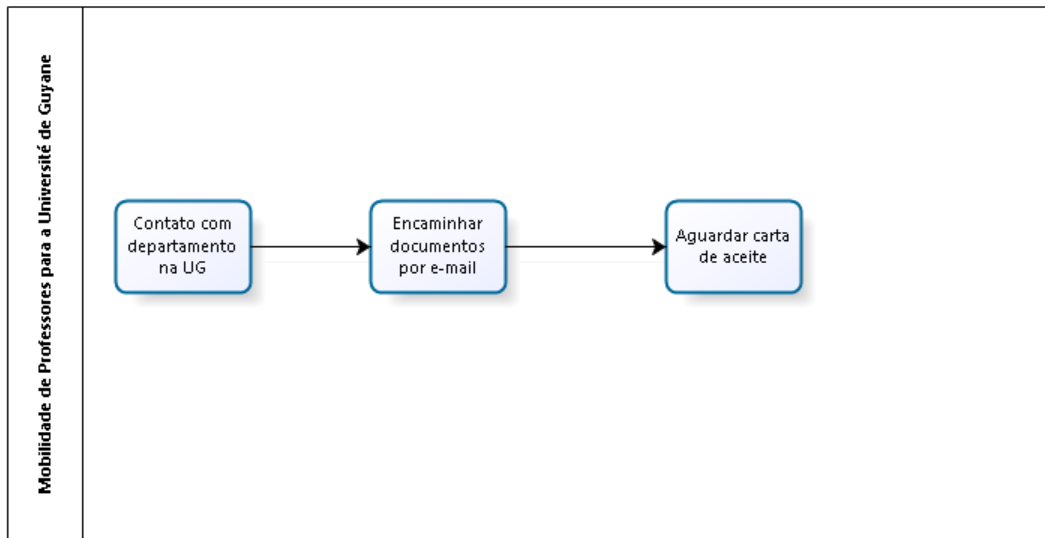 Mobilidade de Professores para a Université de Guyane
Contato com
departamento
na UG
Encaminhar
documentos
por e-mail
Aguardar carta
de aceite